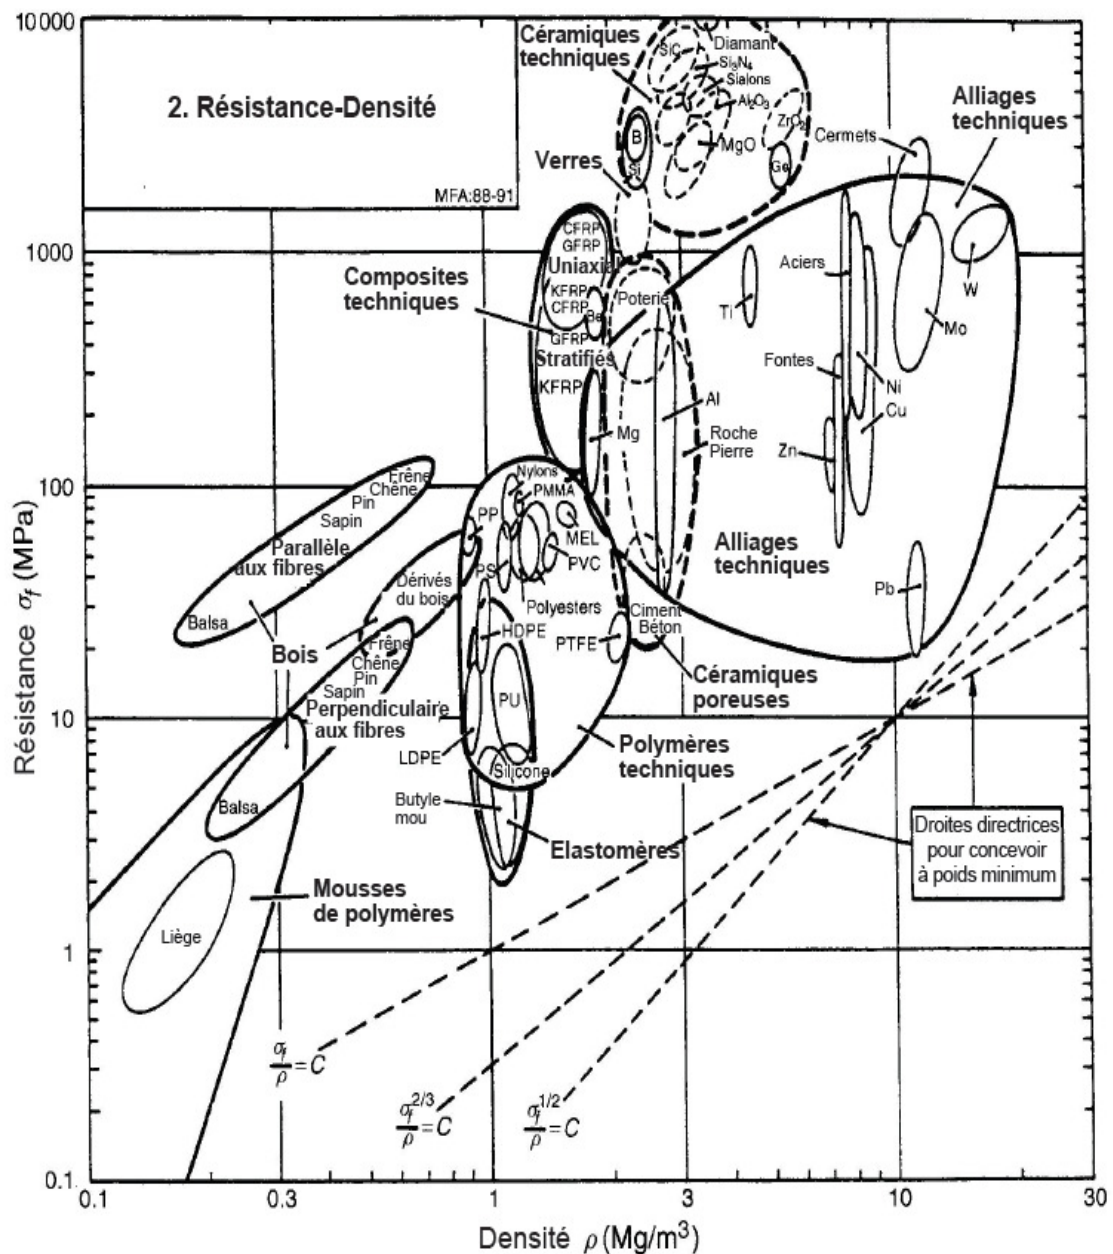 10000
1000
100
10
1
0.1
Résistance σf (MPa)
2. Résistance-Densité
MFA:88-91
Céramiques
techniques
Diamant
SiC
Si3N4
Sialons
Al2O3
ZrO2
MgO
Ge
B
Si
Verres
Cermets
Alliages
techniques
CFRP
GFRP
Uniaxial
KFRP
CFRP
Be
GFRP
Stratifiés
KFRP
Composites
techniques
Poterie
Ti
Aciers
W
Mo
Fontes
Ni
Cu
Zn
Al
Mg
Roche
Pierre
Alliages
techniques
Pb
Frêne
Chêne
Pin
Sapin
Parallèle
aux fibres
Balsa
Dérivés
du bois
Bois
Nylons
PMMA
PP
MEL
PS
PVC
Polyesters
HDPE
PTFE
Ciment
Béton
Céramiques
poreuses
PU
LDPE
Silicone
Polymères
techniques
Butyle
mou
Elastomères
Frêne
Chêne
Pin
Sapin
Perpendiculaire
aux fibres
Balsa
Mousses
de polymères
Liège
Droites directrices
pour concevoir
à poids minimum
σf/ρ=C
σf^2/3/ρ=C
σf^1/2/ρ=C
0.1 0.3 1 3 10 30
Densité ρ (Mg/m³)